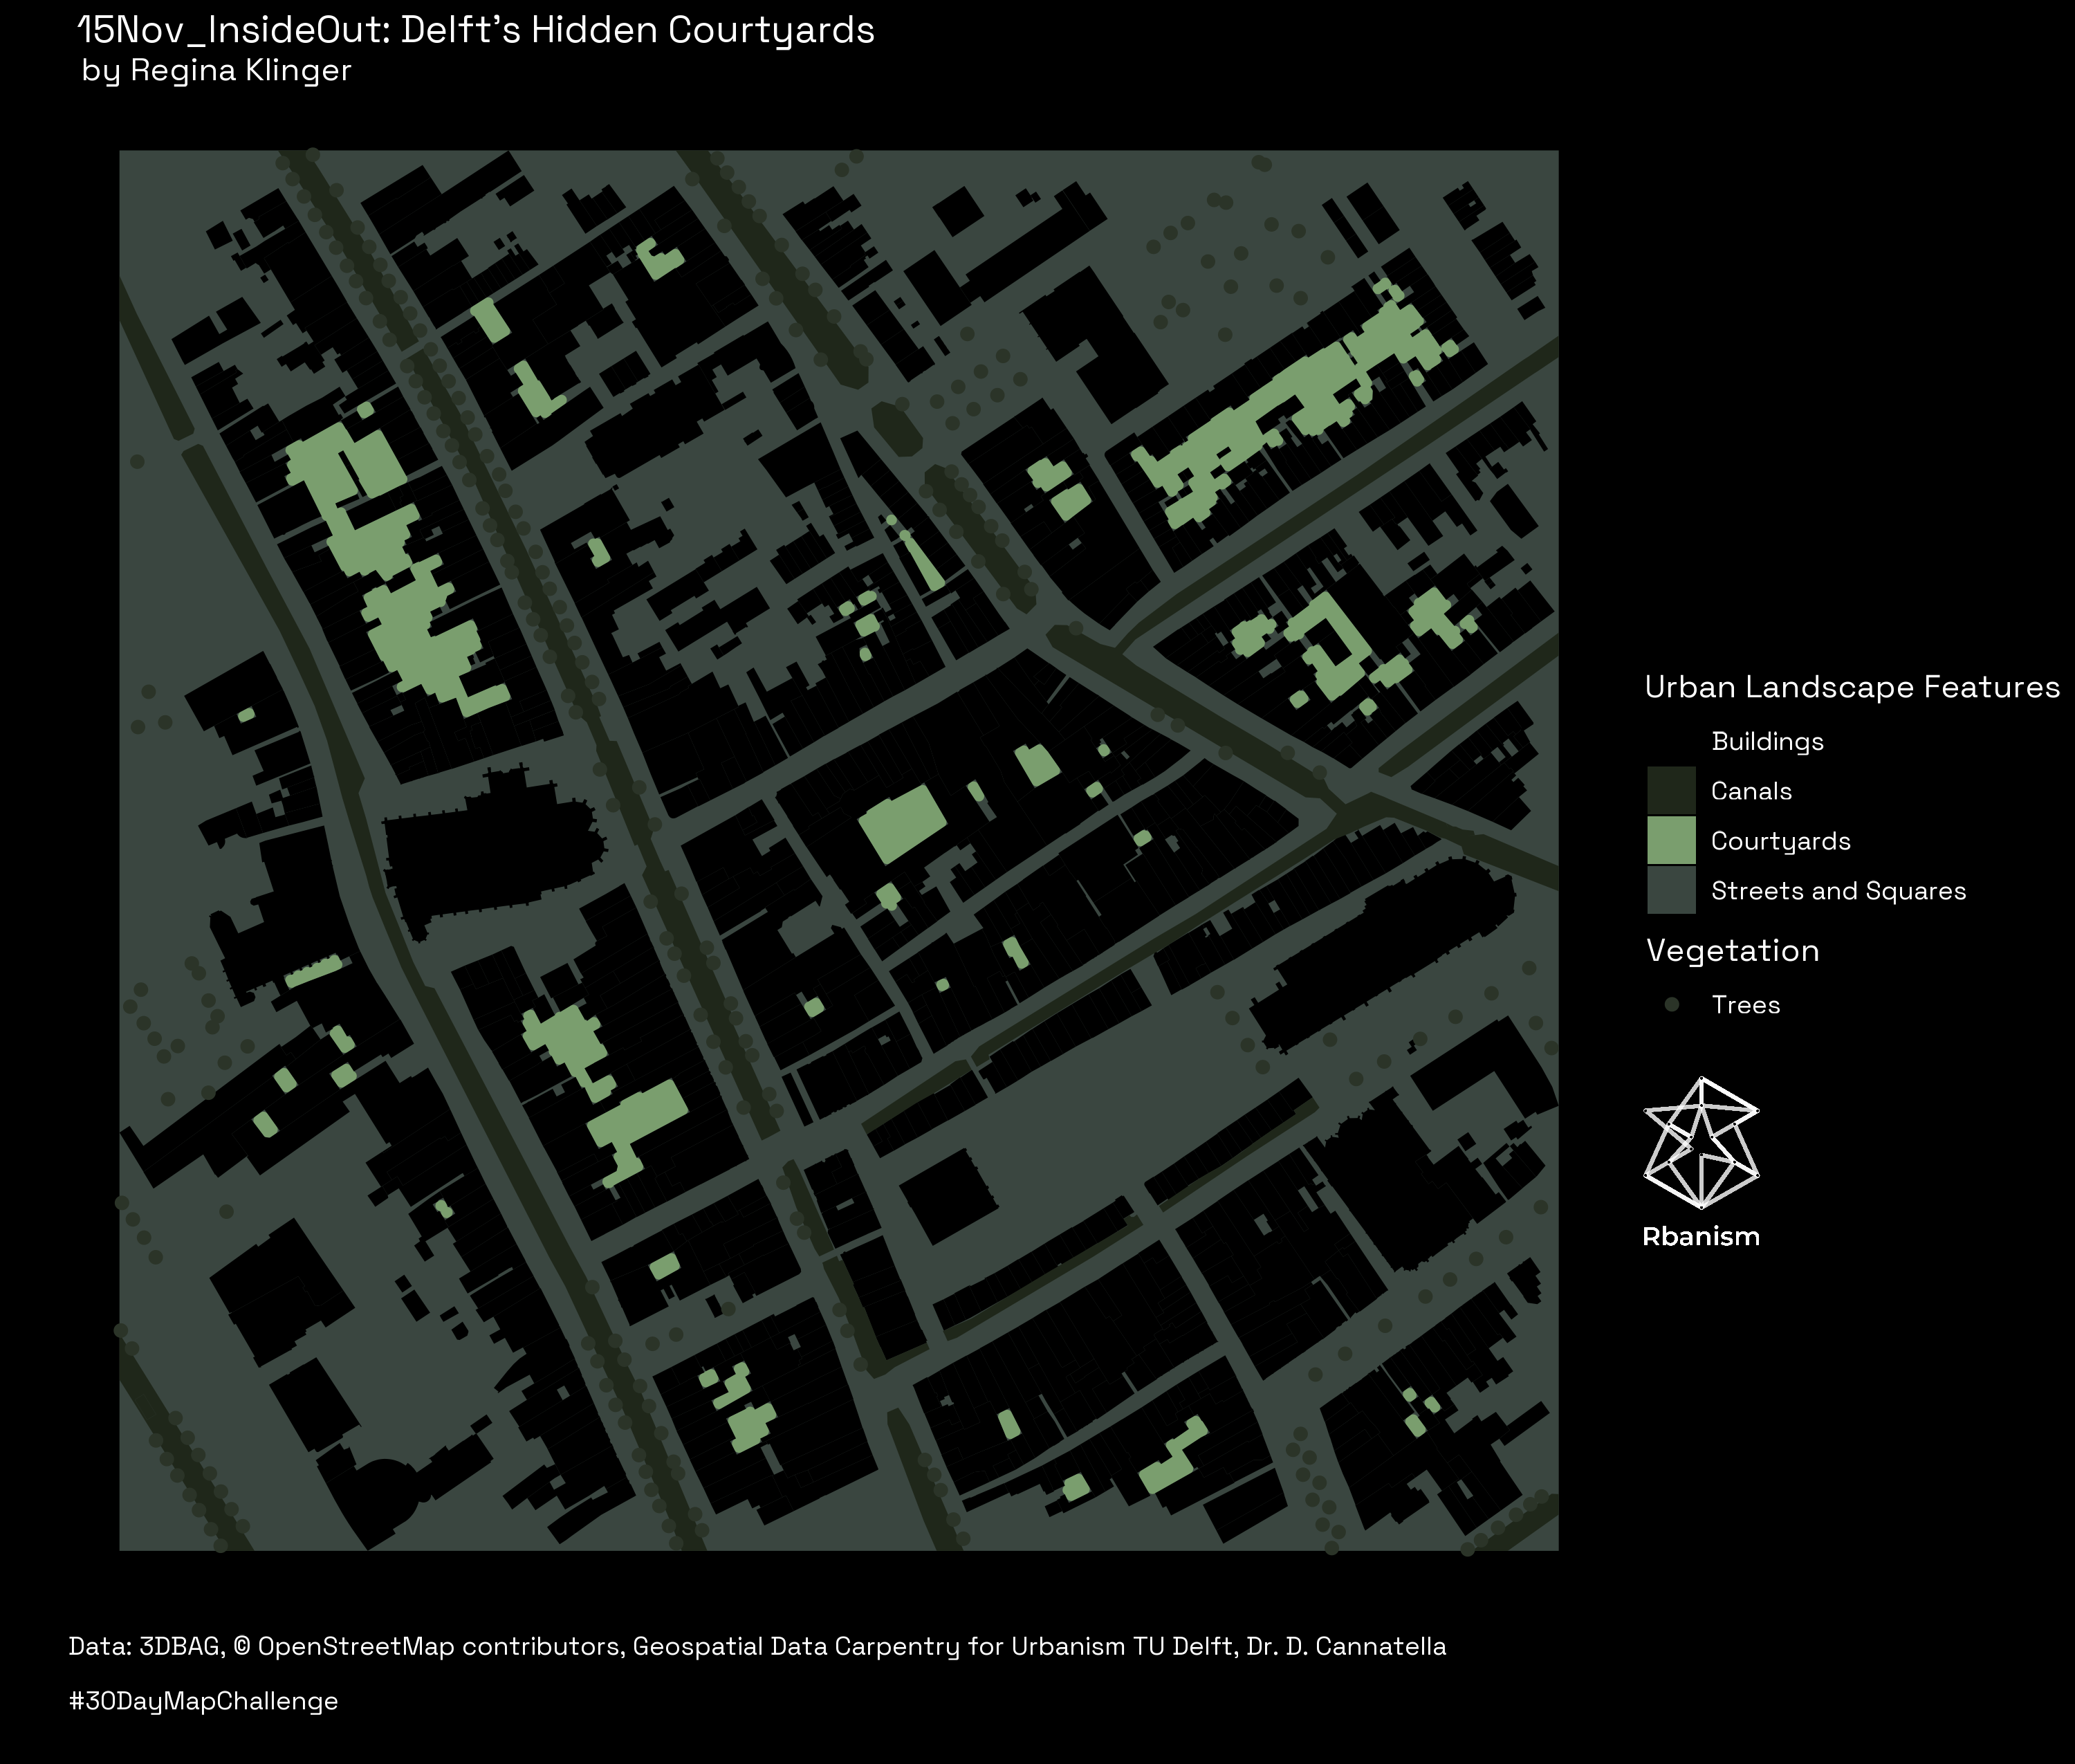 15Nov_InsideOut: Delft's Hidden Courtyards
by Regina Klinger
Urban Landscape Features
Buildings
Canals
Courtyards
Streets and Squares
Vegetation
Trees
Rbanism
Data: 3DBAG, © OpenStreetMap contributors, Geospatial Data Carpentry for Urbanism TU Delft, Dr. D. Cannatella
#30DayMapChallenge